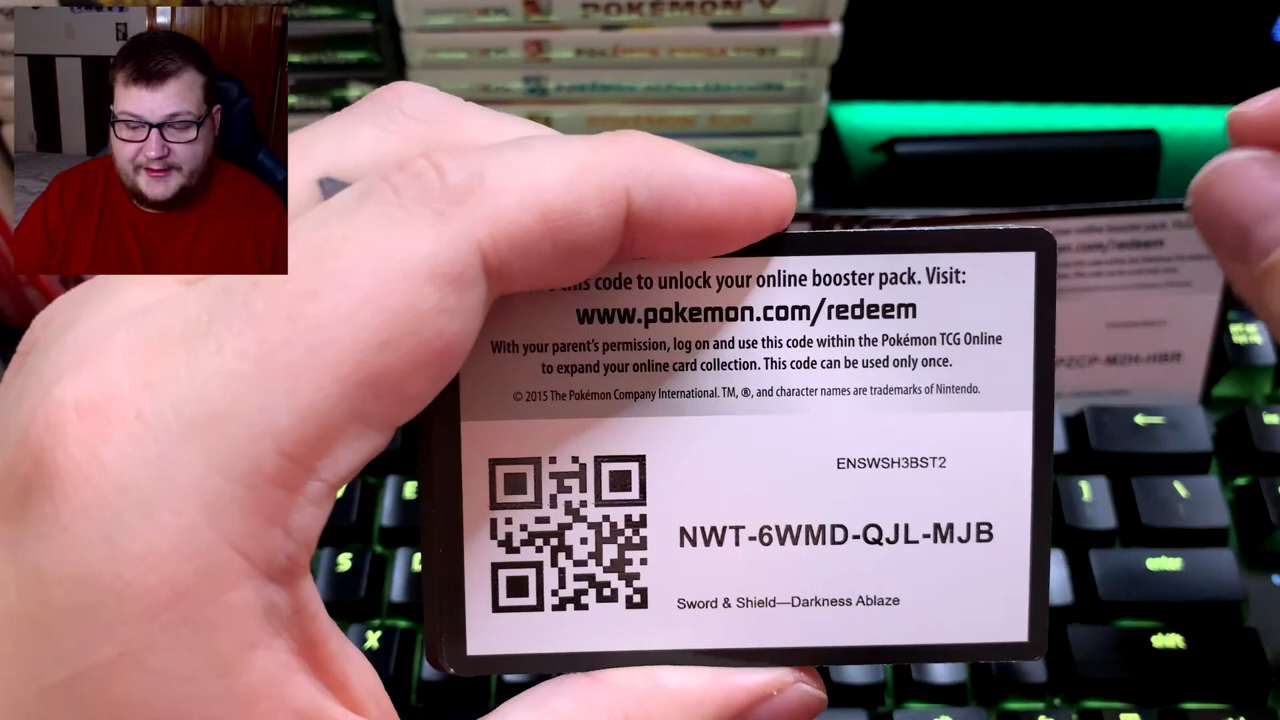 POKÉMON Y
this code to unlock your online booster pack. Visit:
www.pokemon.com/redeem
With your parent's permission, log on and use this code within the Pokémon TCG Online
to expand your online card collection. This code can be used only once.
© 2015 The Pokémon Company International. TM, ®, and character names are trademarks of Nintendo.
ENSWSH3BST2
NWT-6WMD-QJL-MJB
Sword & Shield—Darkness Ablaze
S
X
enter
shift